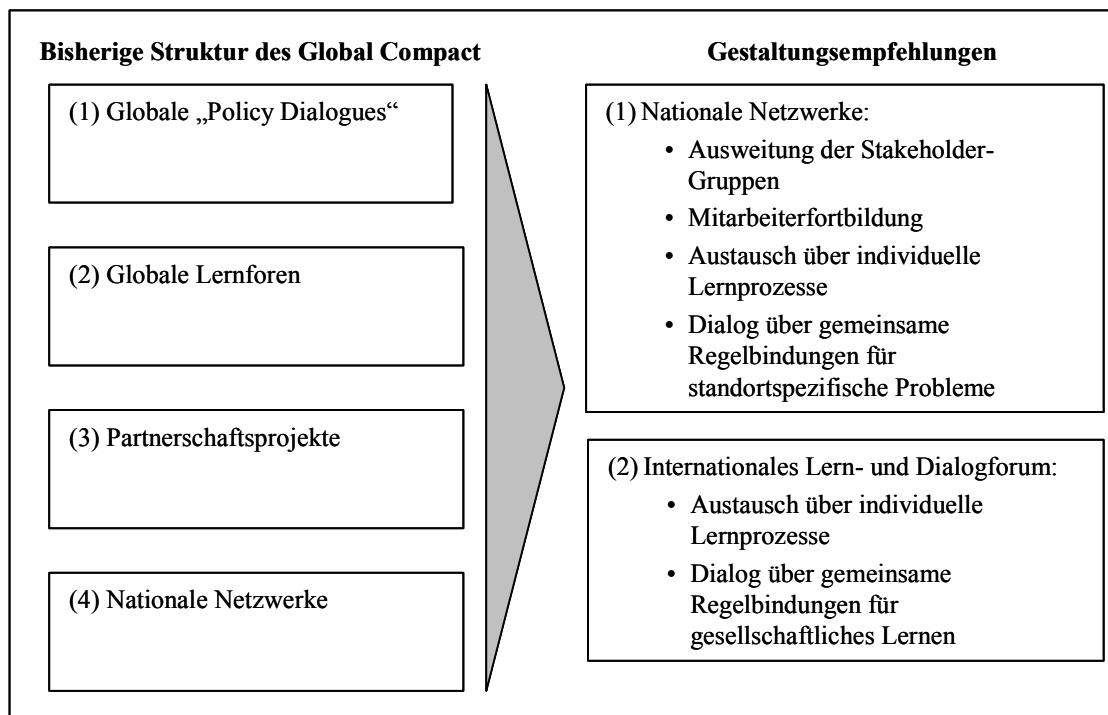 Bisherige Struktur des Global Compact
(1) Globale „Policy Dialogues“
(2) Globale Lernforen
(3) Partnerschaftsprojekte
(4) Nationale Netzwerke
Gestaltungsempfehlungen
(1) Nationale Netzwerke:
• Ausweitung der Stakeholder-
Gruppen
• Mitarbeiterfortbildung
• Austausch über individuelle
Lernprozesse
• Dialog über gemeinsame
Regelbindungen für
standortspezifische Probleme
(2) Internationales Lern- und Dialogforum:
• Austausch über individuelle
Lernprozesse
• Dialog über gemeinsame
Regelbindungen für
gesellschaftliches Lernen